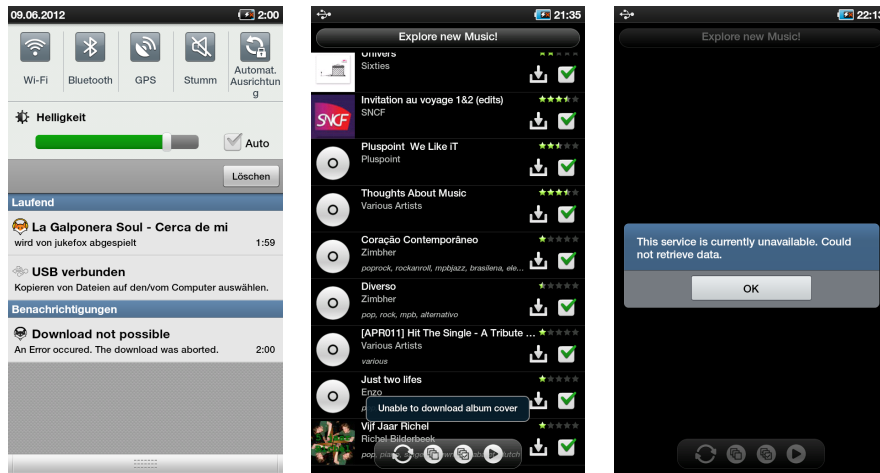 09.06.2012
2:00
Wi-Fi
Bluetooth
GPS
Stumm
Automat.
Ausrichtun
g
Helligkeit
Auto
Löschen
Laufend
La Galponera Soul - Cerca de mi
wird von jukefox abgespielt 1:59
USB verbunden
Kopieren von Dateien auf den/vom Computer auswählen.
Benachrichtigungen
Download not possible
An Error occured. The download was aborted. 2:00
21:35
Explore new Music!
Univers
Sixties
SNCF
Invitation au voyage 1&2 (edits)
SNCF
Pluspoint We Like iT
Pluspoint
Thoughts About Music
Various Artists
Coração Contemporâneo
Zimbher
poprock, rockanroll, mpbjazz, brasilena, ele...
Diverso
Zimbher
pop, rock, mpb, alternativo
[APR011] Hit The Single - A Tribute ...
Various Artists
various
Just two lifes
Enzo
Unable to download album cover
Vijf Jaar Richel
Richel Bilderbeek
22:13
Explore new Music!
This service is currently unavailable. Could
not retrieve data.
OK